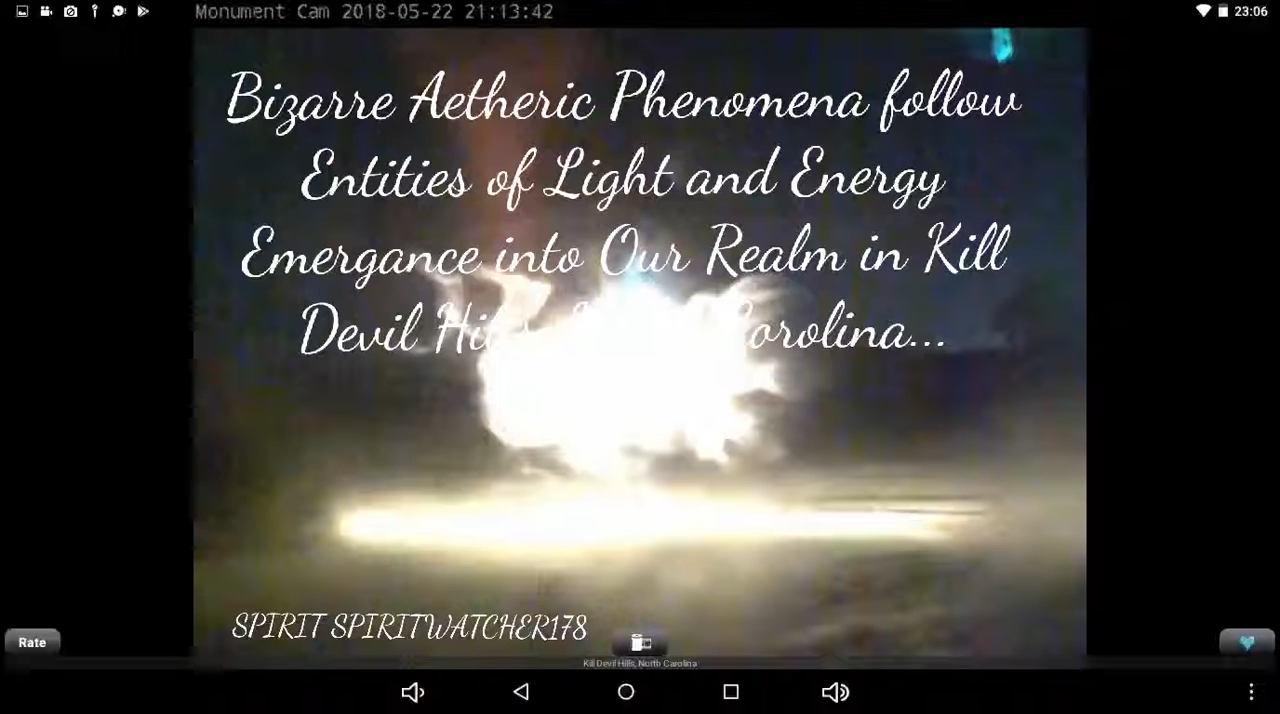 Monument Cam 2018-05-22 21:13:42
23:06
Bizarre Aetheric Phenomena follow
Entities of Light and Energy
Emergance into Our Realm in Kill
Devil Carolina...
SPIRIT SPIRITWATCHER178
Rate
Kill Devil Hills, North Carolina